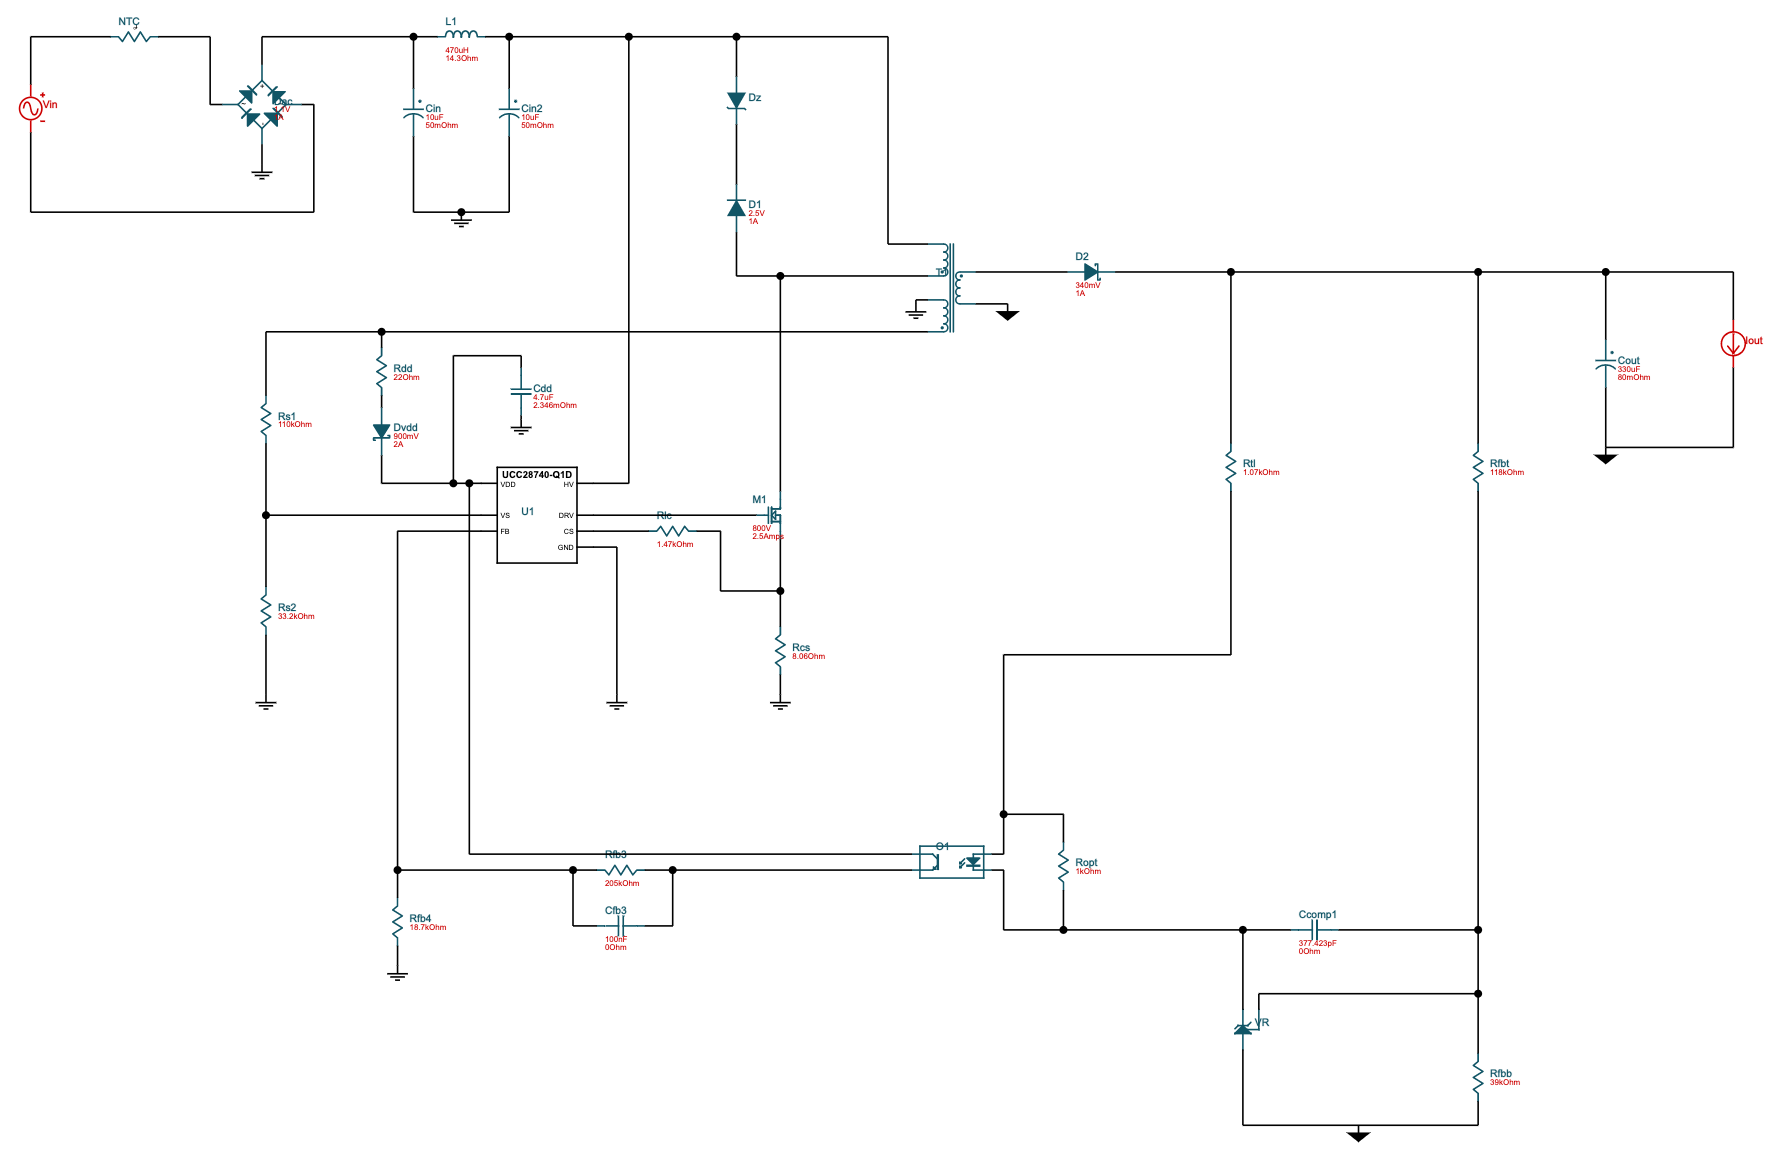 NTC
L1
470uH
14.3Ohm
+
Vin
−
Cin
10uF
50mOhm
Cin2
10uF
50mOhm
Dz
D1
2.5V
1A
D2
340mV
1A
Cout
330uF
80mOhm
Iout
Rdd
22Ohm
Cdd
4.7uF
2.346mOhm
Rs1
110kOhm
Dvdd
900mV
2A
UCC28740-Q1D
VDD
HV
U1
VS
DRV
FB
CS
GND
Rlc
1.47kOhm
M1
800V
2.5Amps
Rtl
1.07kOhm
Rfbt
118kOhm
Rs2
33.2kOhm
Rcs
8.06Ohm
Rfb3
205kOhm
O1
Ropt
1kOhm
Rfb4
18.7kOhm
Cfb3
100nF
0Ohm
Ccomp1
377.423pF
0Ohm
VR
Rfbb
39kOhm